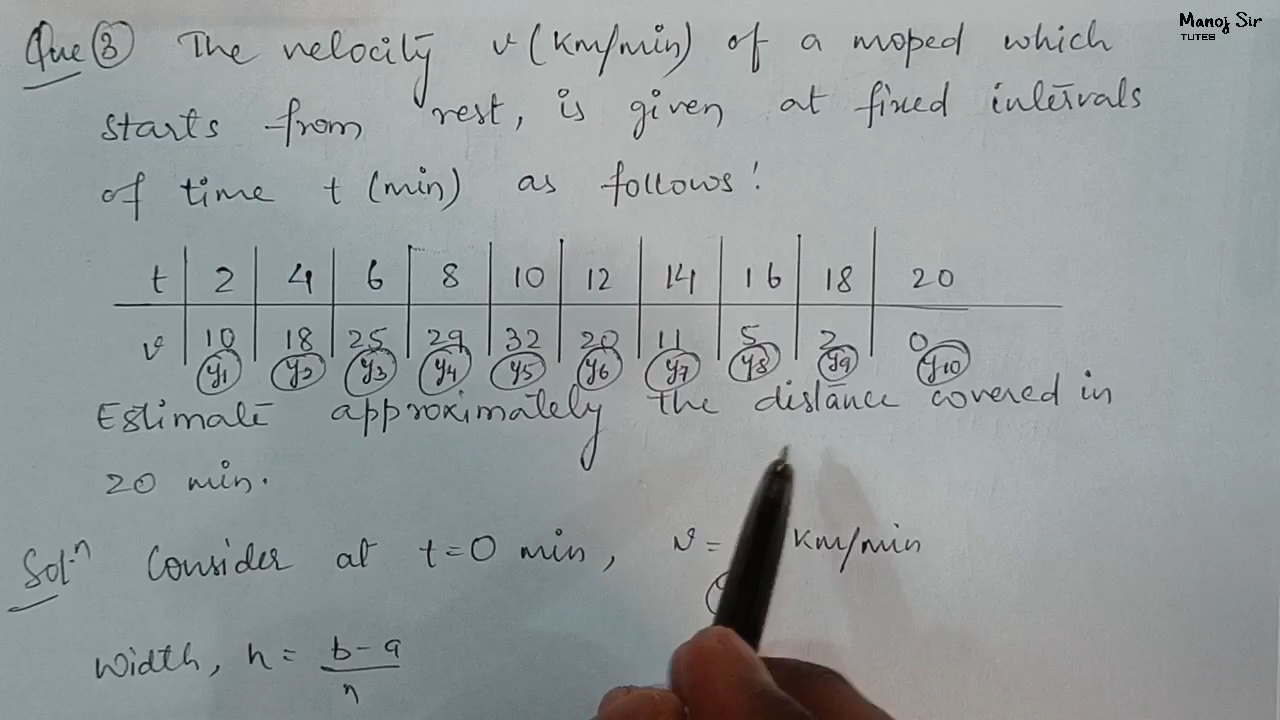 Manoj Sir
TUTES
Que ③ The velocity v (km/min) of a moped which
starts from rest, is given at fixed intervals
of time t (min) as follows:
t 2 4 6 8 10 12 14 16 18 20
v 10 18 25 29 32 20 11 5 2 0
y1 y2 y3 y4 y5 y6 y7 y8 y9 y10
Estimate approximately the distance covered in
20 min.
Sol.n Consider at t=0 min, v= km/min
Width, h = b-a
n